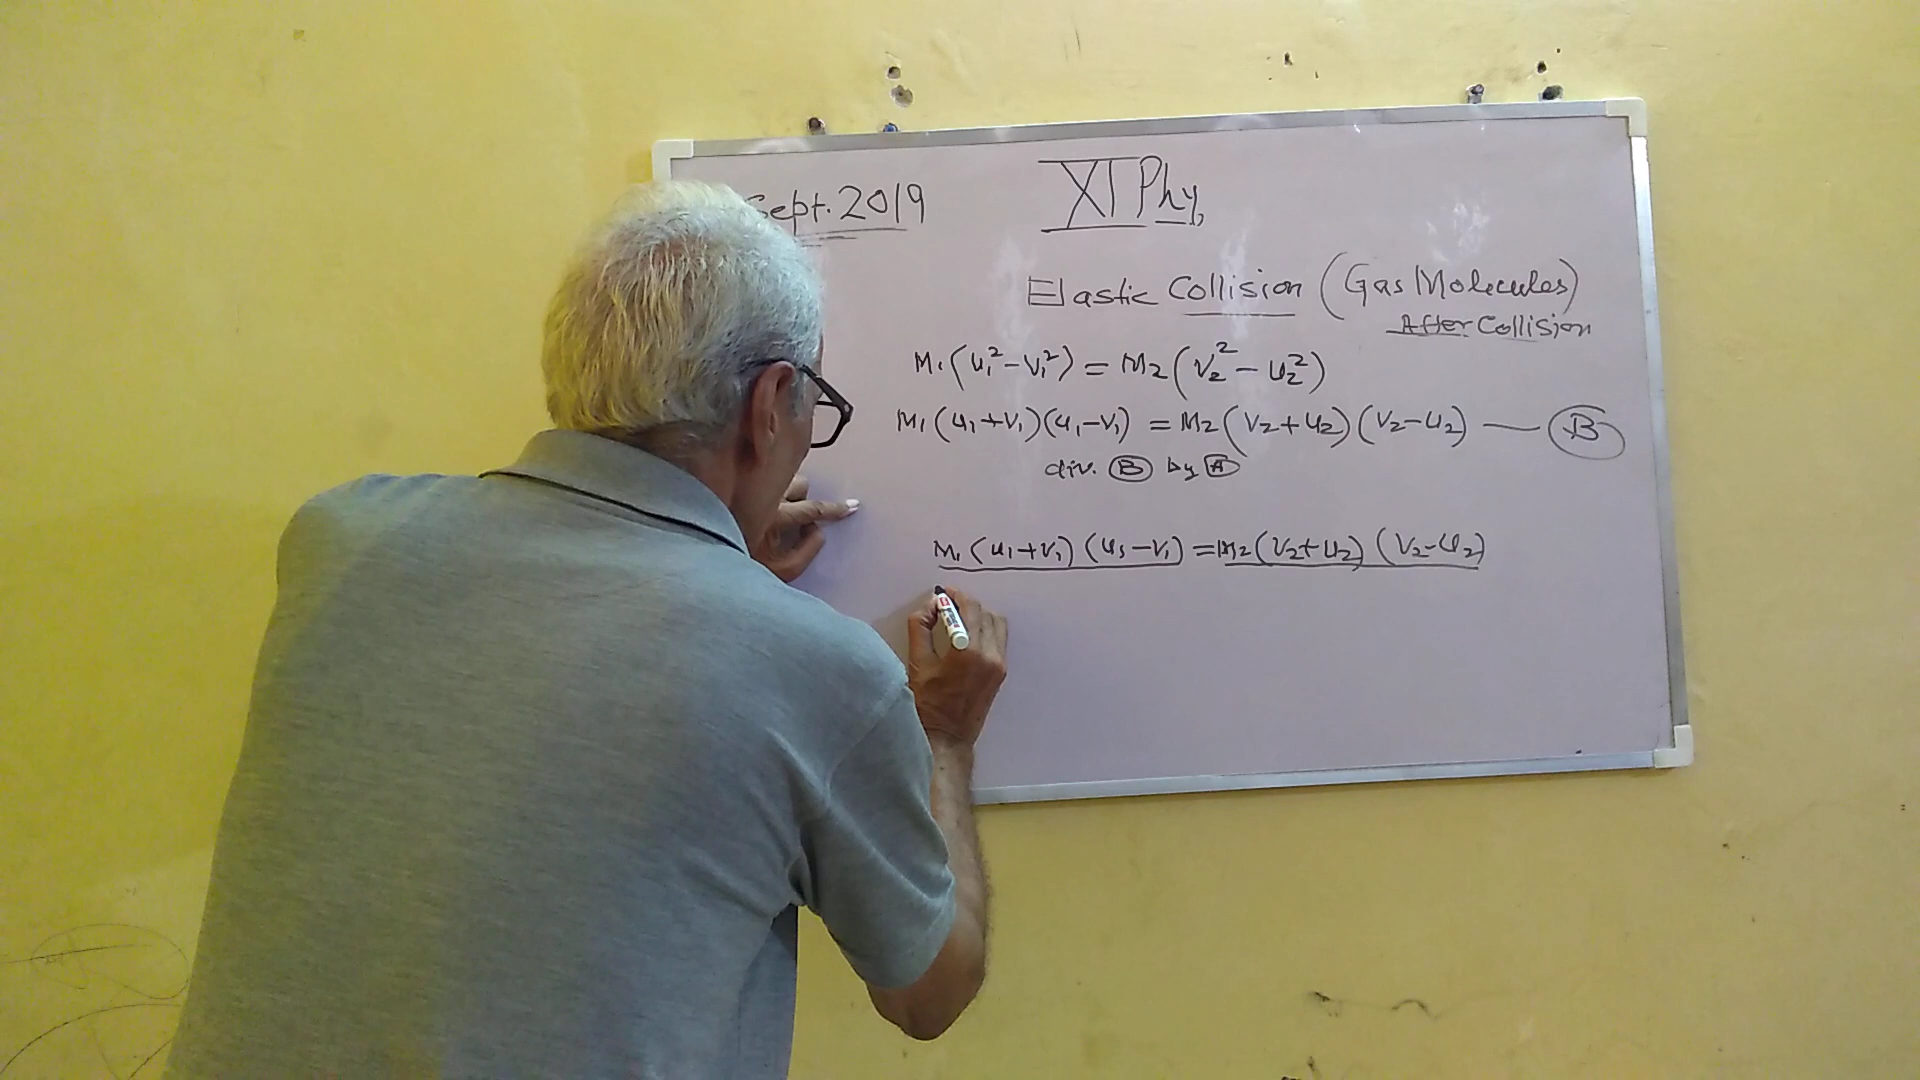 Sept. 2019
XI Phy,
Elastic Collision (Gas Molecules)
After Collision
M₁(u₁²-v₁²) = M₂(v₂²-u₂²)
M₁(u₁+v₁)(u₁-v₁) = M₂(v₂+u₂)(v₂-u₂) — Ⓑ
div. Ⓑ by A
M₁(u₁+v₁)(u₁-v₁) = M₂(v₂+u₂)(v₂-u₂)